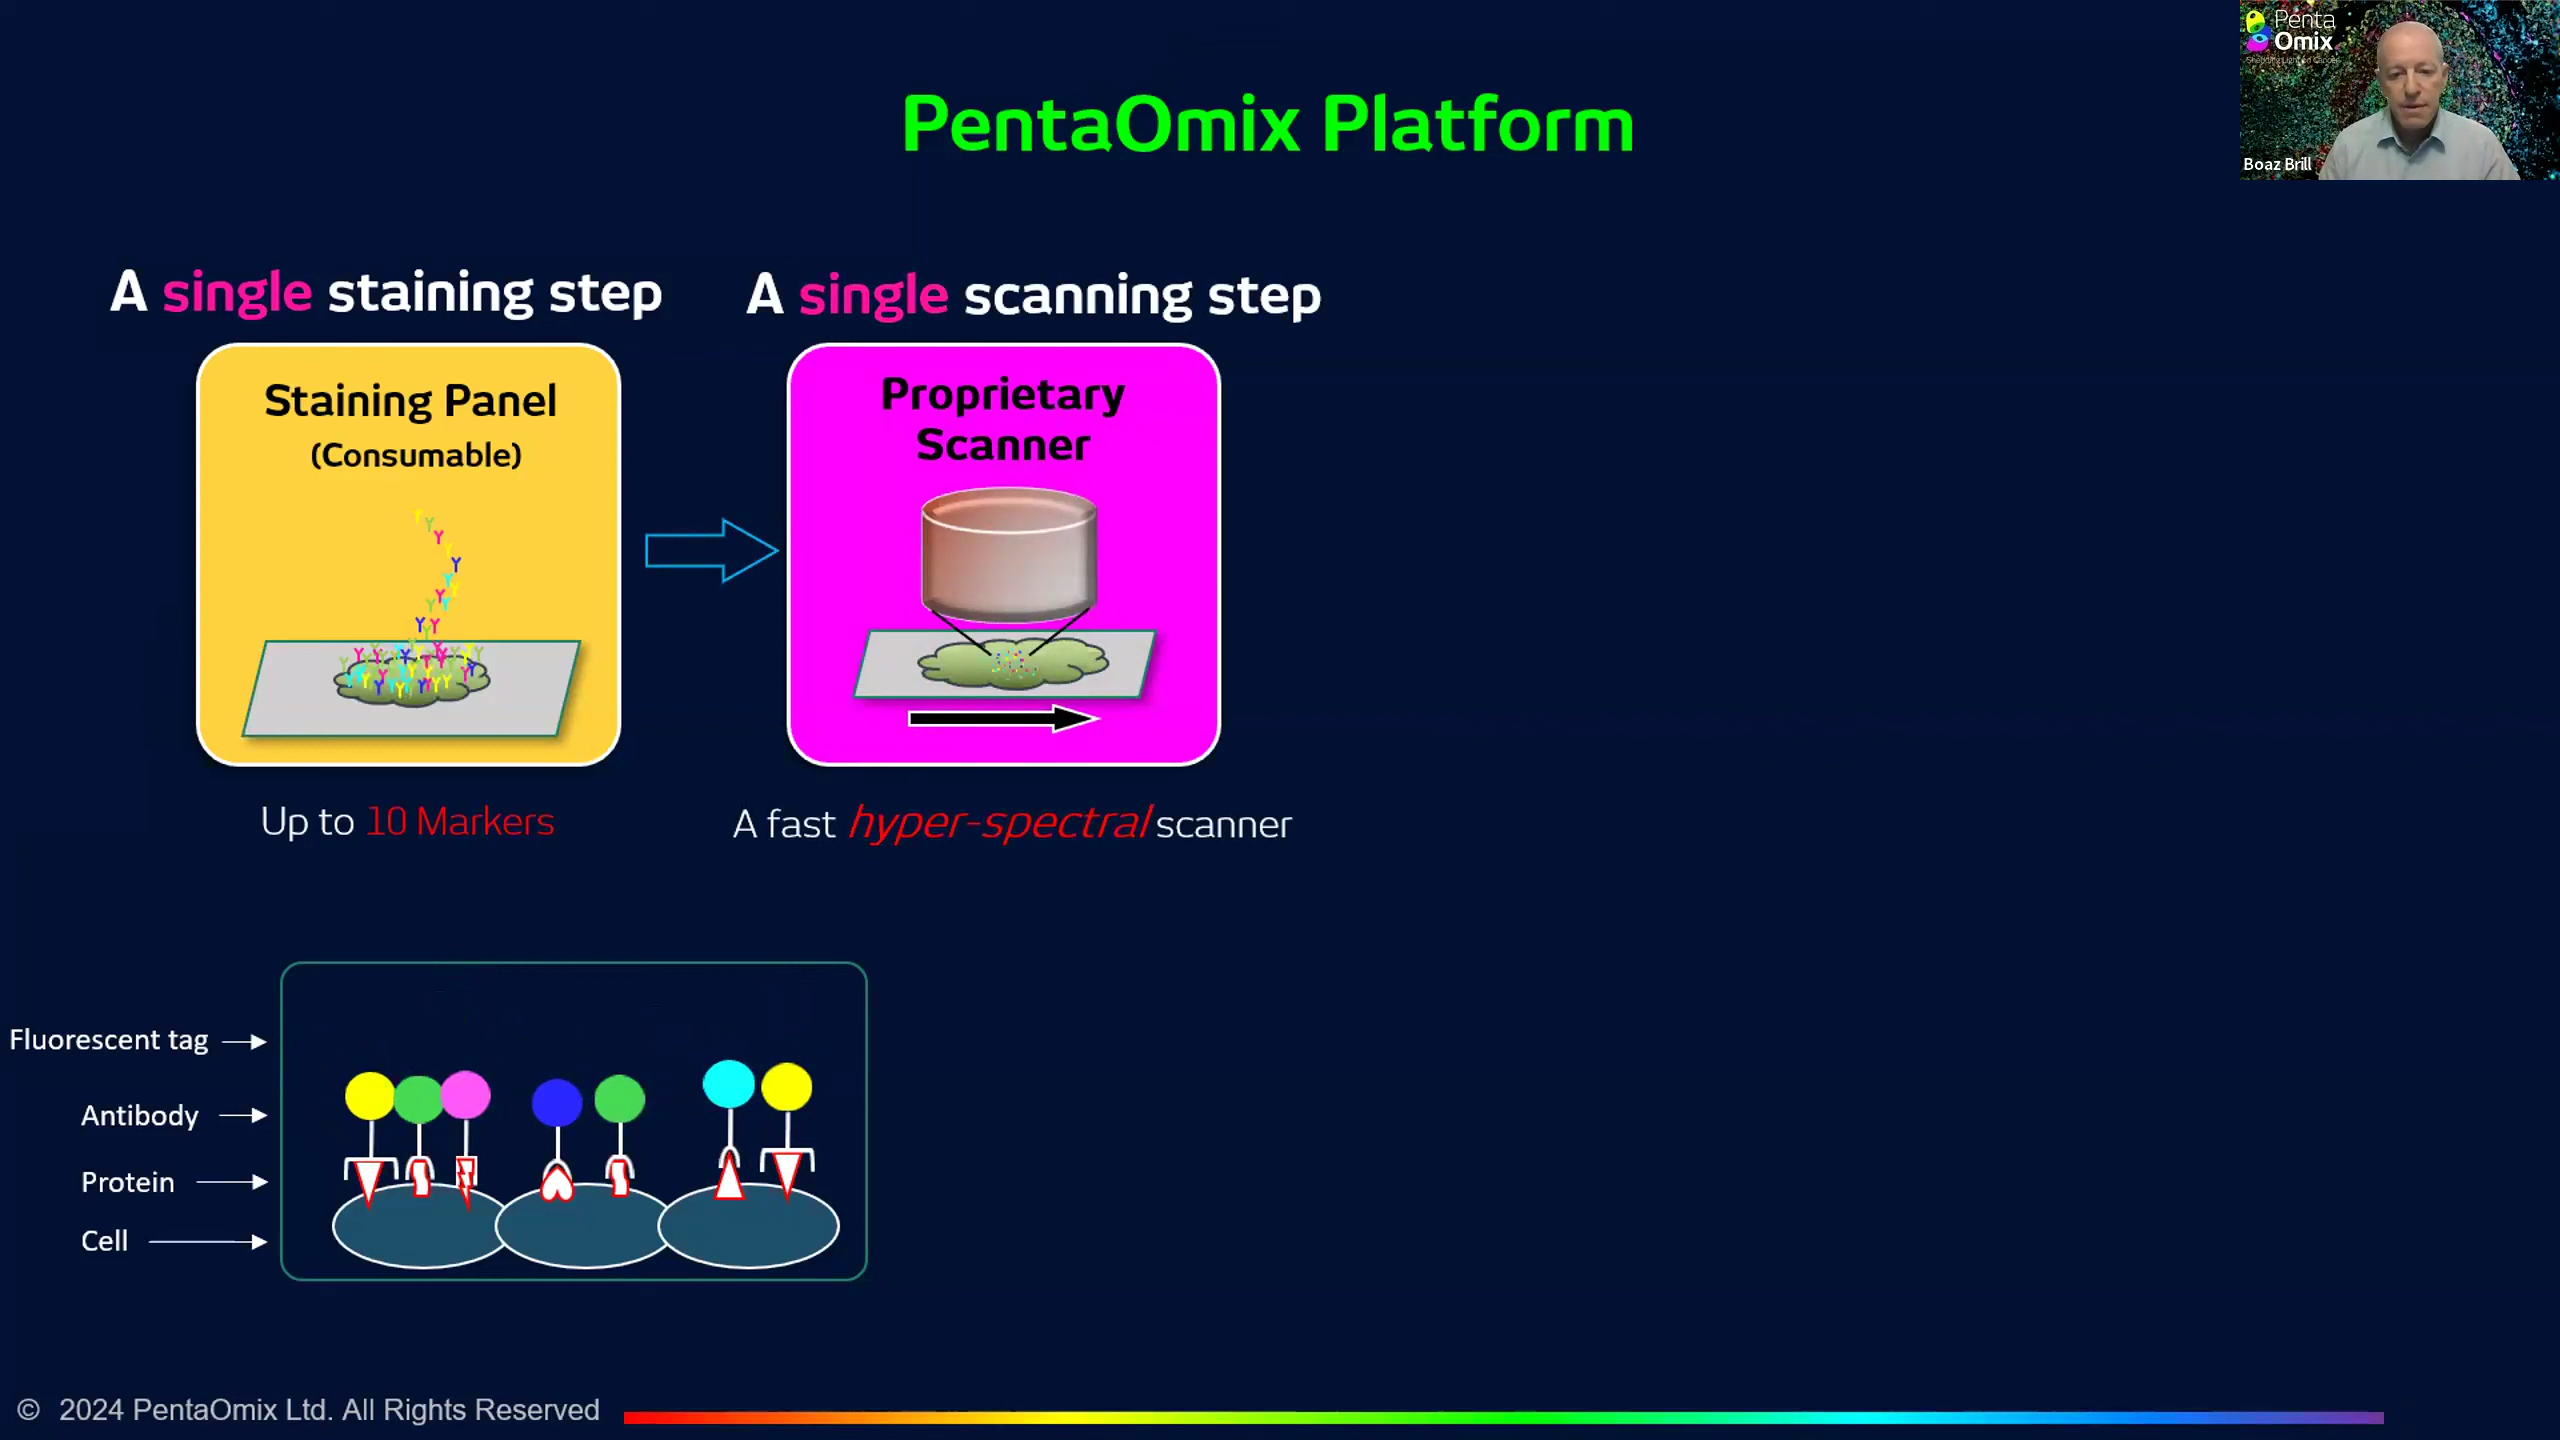 PentaOmix Platform
Penta
Omix
Boaz Brill
A single staining step
A single scanning step
Staining Panel
(Consumable)
Proprietary
Scanner
Up to 10 Markers
A fast hyper-spectral scanner
Fluorescent tag
Antibody
Protein
Cell
© 2024 PentaOmix Ltd. All Rights Reserved